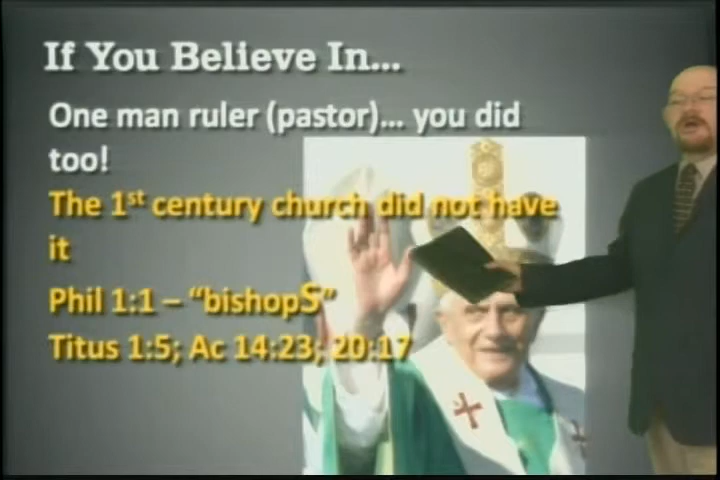 If You Believe In...
One man ruler (pastor)... you did
too!
The 1st century church did not have
it
Phil 1:1 – “bishopS”
Titus 1:5; Ac 14:23; 20:17